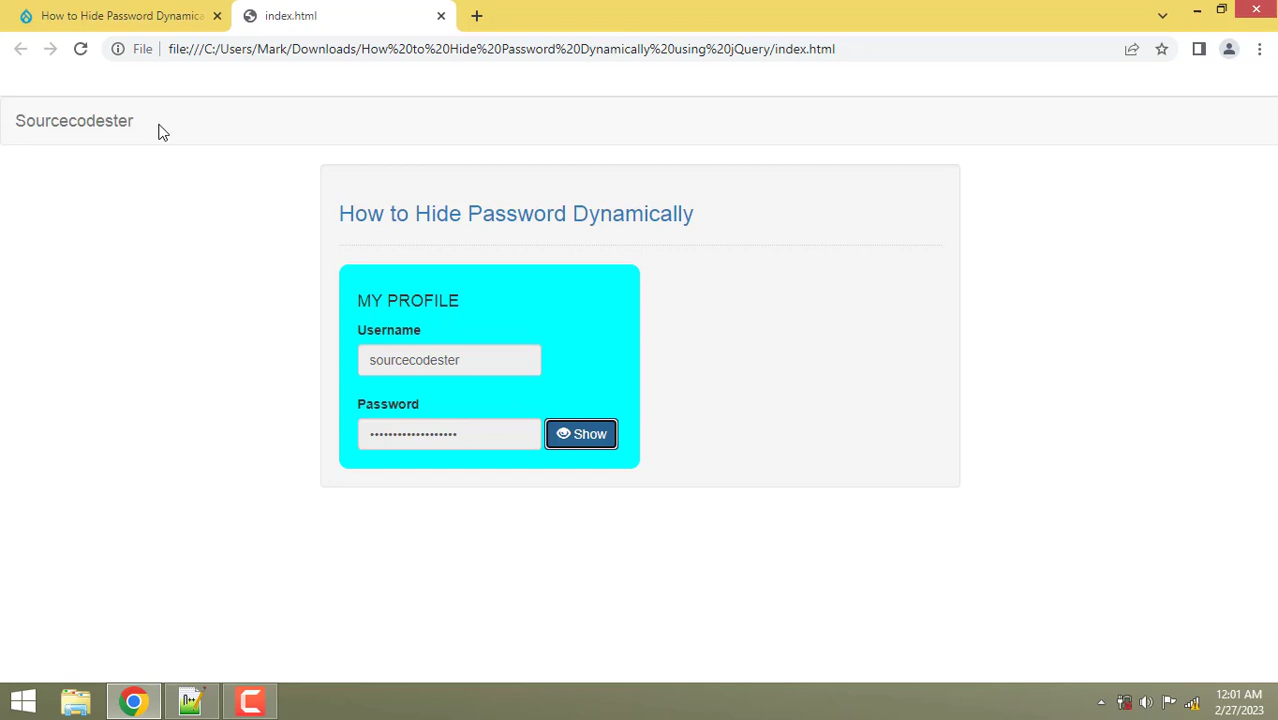 How to Hide Password Dynamica
index.html
File
file:///C:/Users/Mark/Downloads/How%20to%20Hide%20Password%20Dynamically%20using%20jQuery/index.html
Sourcecodester
How to Hide Password Dynamically
MY PROFILE
Username
sourcecodester
Password
•••••••••••••••••••
Show
12:01 AM
2/27/2023